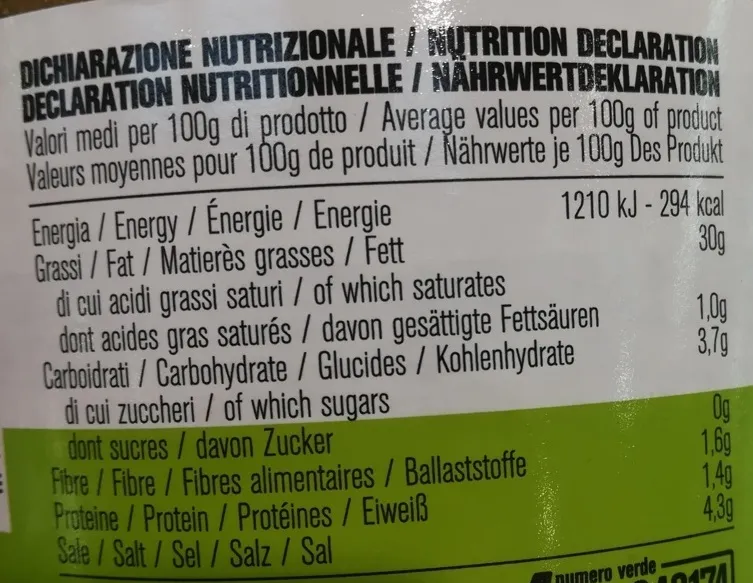 DICHIARAZIONE NUTRIZIONALE / NUTRITION DECLARATION
DECLARATION NUTRITIONNELLE / NÄHRWERTDEKLARATION
Valori medi per 100g di prodotto / Average values per 100g of product
Valeurs moyennes pour 100g de produit / Nährwerte je 100g Des Produkt
Energia / Energy / Énergie / Energie 1210 kJ - 294 kcal
Grassi / Fat / Matierès grasses / Fett 30g
di cui acidi grassi saturi / of which saturates
dont acides gras saturés / davon gesättigte Fettsäuren 1,0g
Carboidrati / Carbohydrate / Glucides / Kohlenhydrate 3,7g
di cui zuccheri / of which sugars
dont sucres / davon Zucker 0g
Fibre / Fibre / Fibres alimentaires / Ballaststoffe 1,6g
Proteine / Protein / Protéines / Eiweiß 1,4g
Sale / Salt / Sel / Salz / Sal 4,3g
numero verde